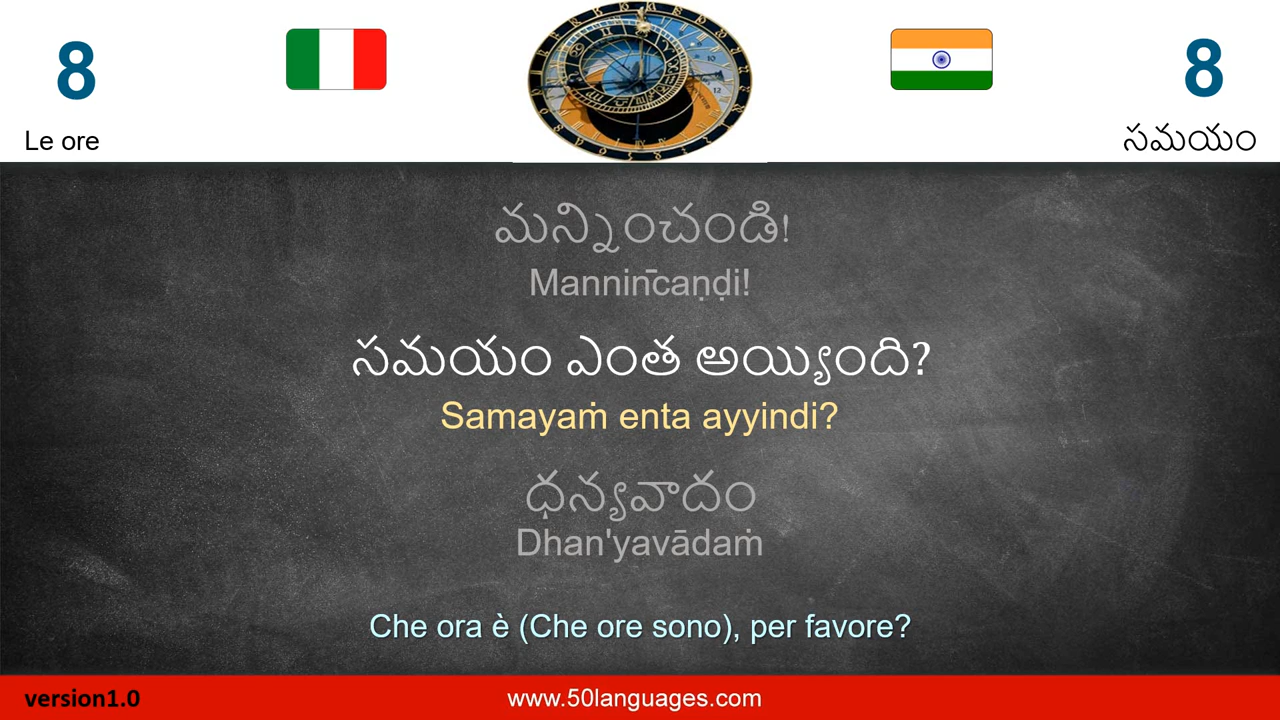 8
8
Le ore
సమయం
మన్నించండి!
Mannin̄caṇḍi!
సమయం ఎంత అయ్యింది?
Samayaṁ enta ayyindi?
ధన్యవాదం
Dhan'yavādaṁ
Che ora è (Che ore sono), per favore?
version1.0
www.50languages.com